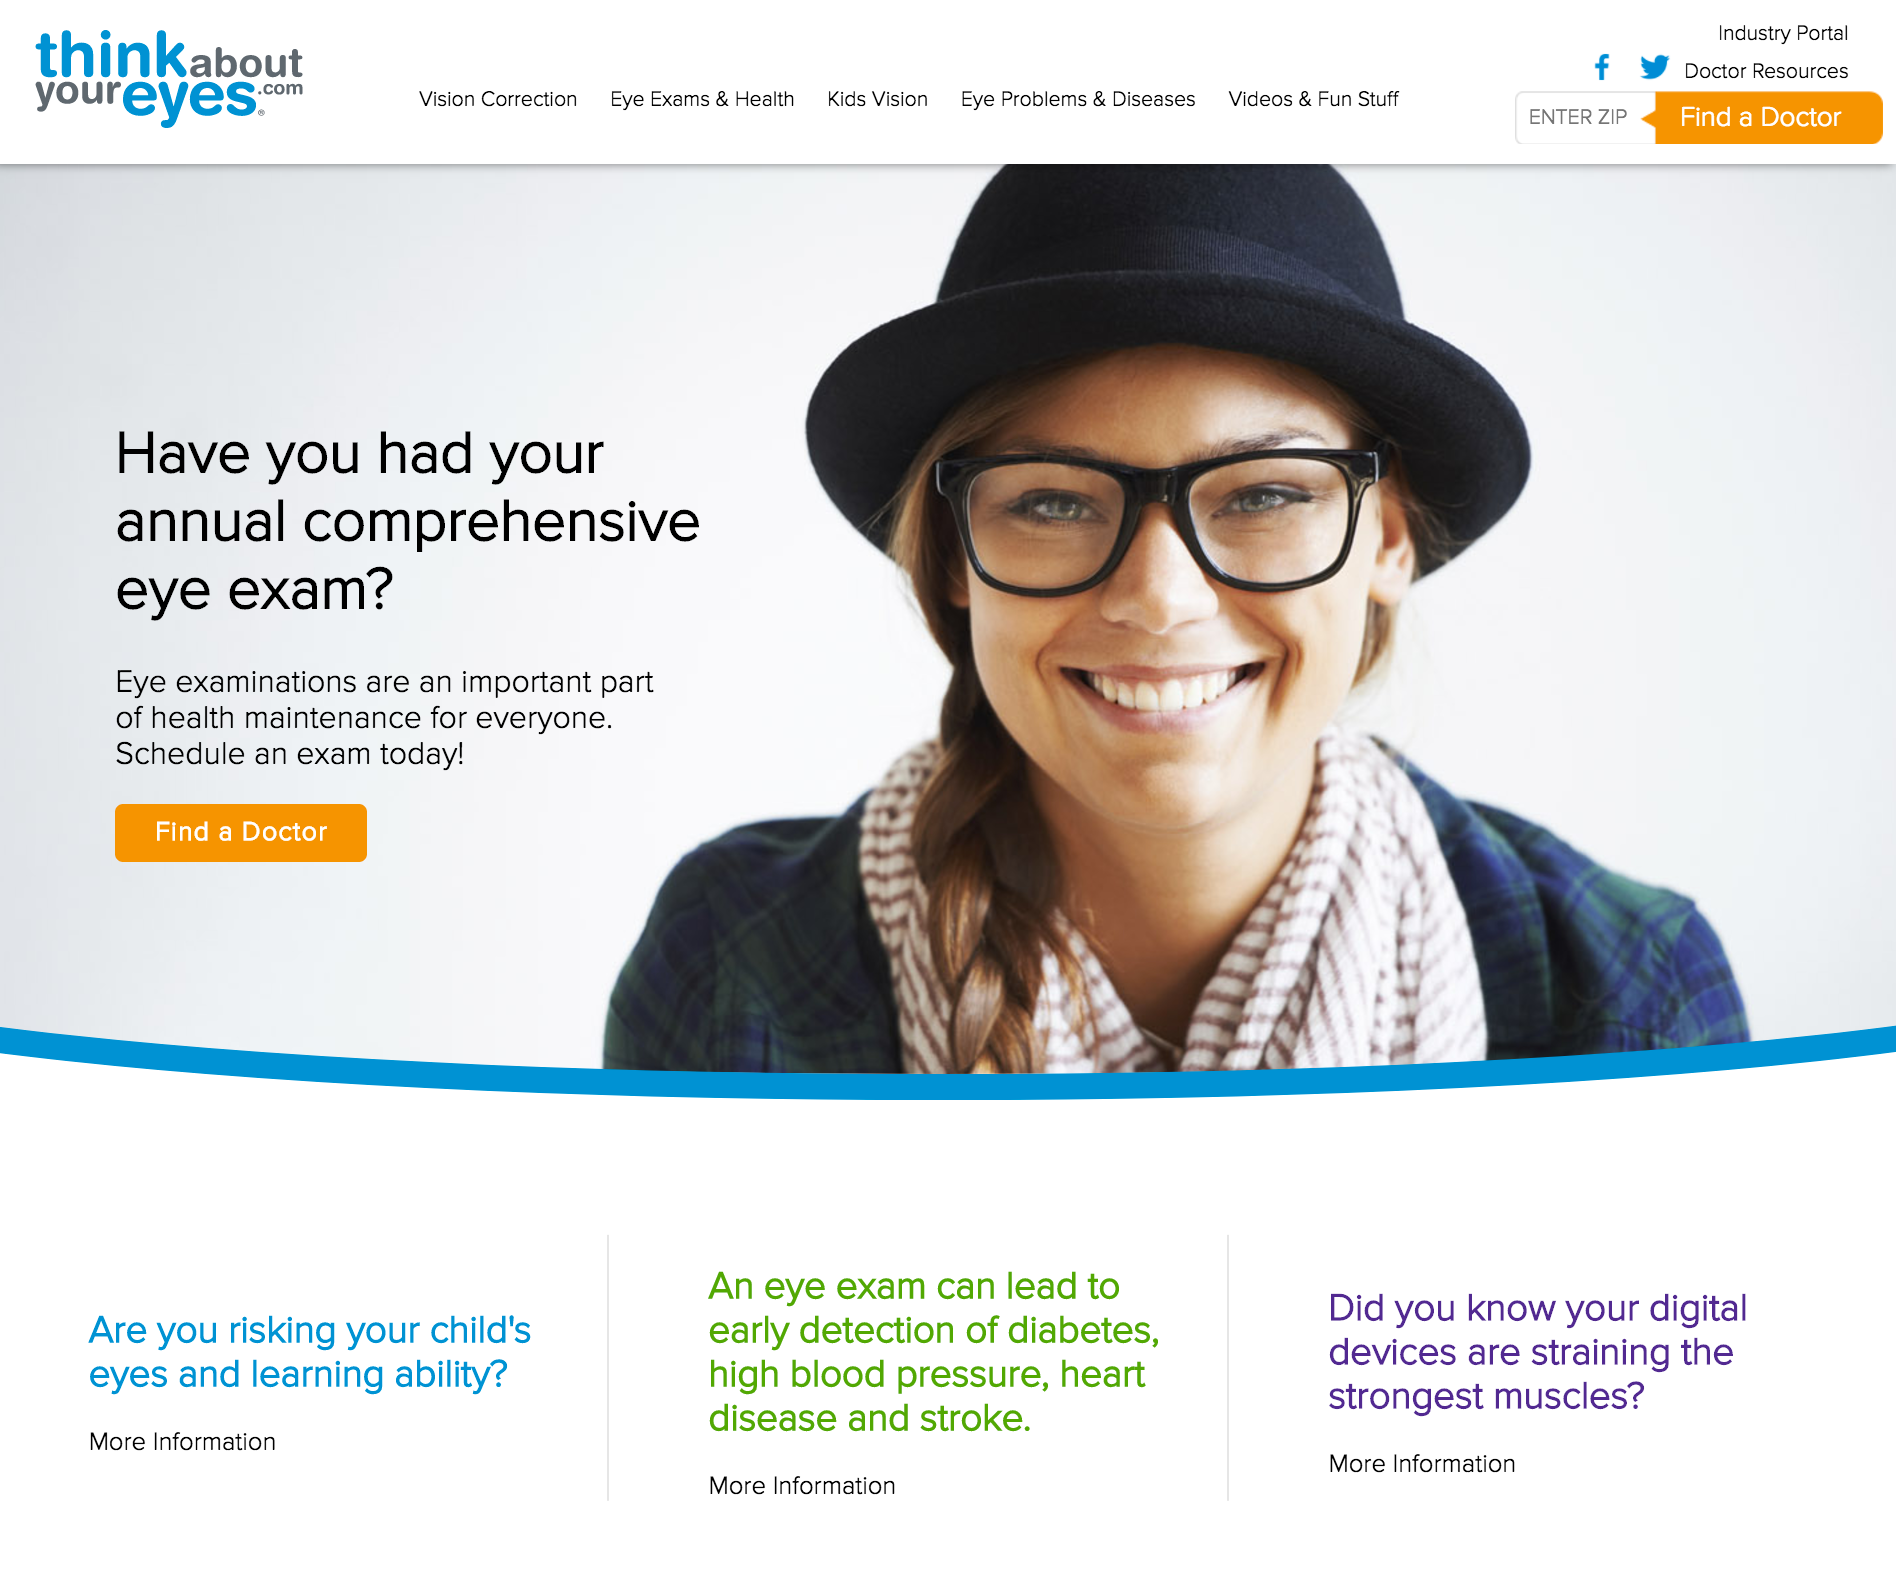 think about
your eyes .com®
Industry Portal
Doctor Resources
Vision Correction Eye Exams & Health Kids Vision Eye Problems & Diseases Videos & Fun Stuff
ENTER ZIP Find a Doctor
Have you had your
annual comprehensive
eye exam?
Eye examinations are an important part
of health maintenance for everyone.
Schedule an exam today!
Find a Doctor
Are you risking your child's
eyes and learning ability?
More Information
An eye exam can lead to
early detection of diabetes,
high blood pressure, heart
disease and stroke.
More Information
Did you know your digital
devices are straining the
strongest muscles?
More Information